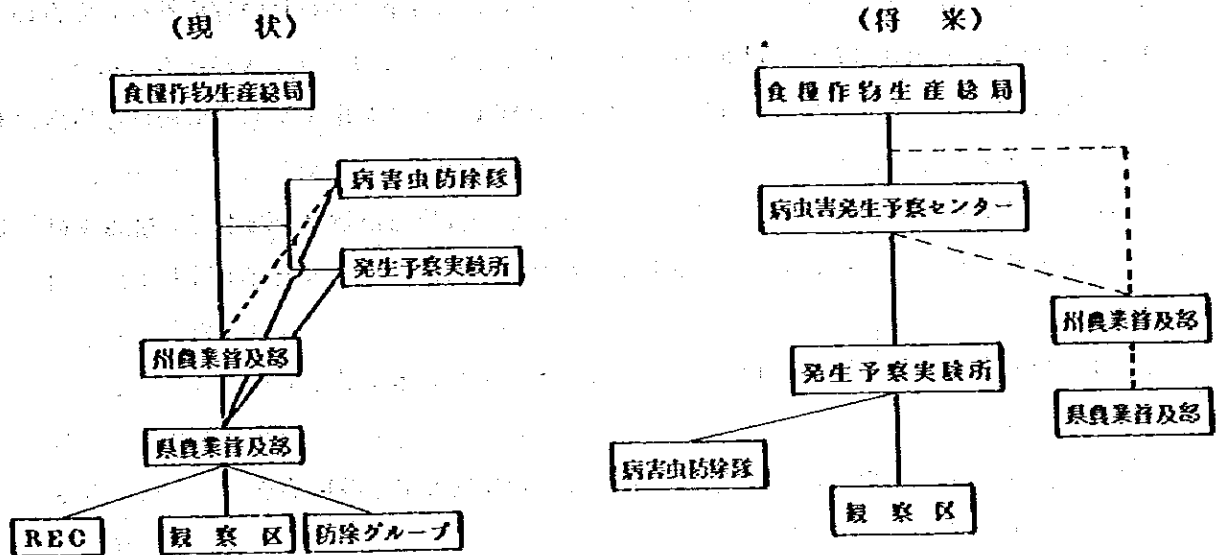 (現 状)
食糧作物生産総局
病害虫防除隊
発生予察実験所
州農業普及部
県農業普及部
REC
観察区
防除グループ
(将 来)
食糧作物生産総局
病虫害発生予察センター
州農業普及部
発生予察実験所
県農業普及部
病害虫防除隊
観察区